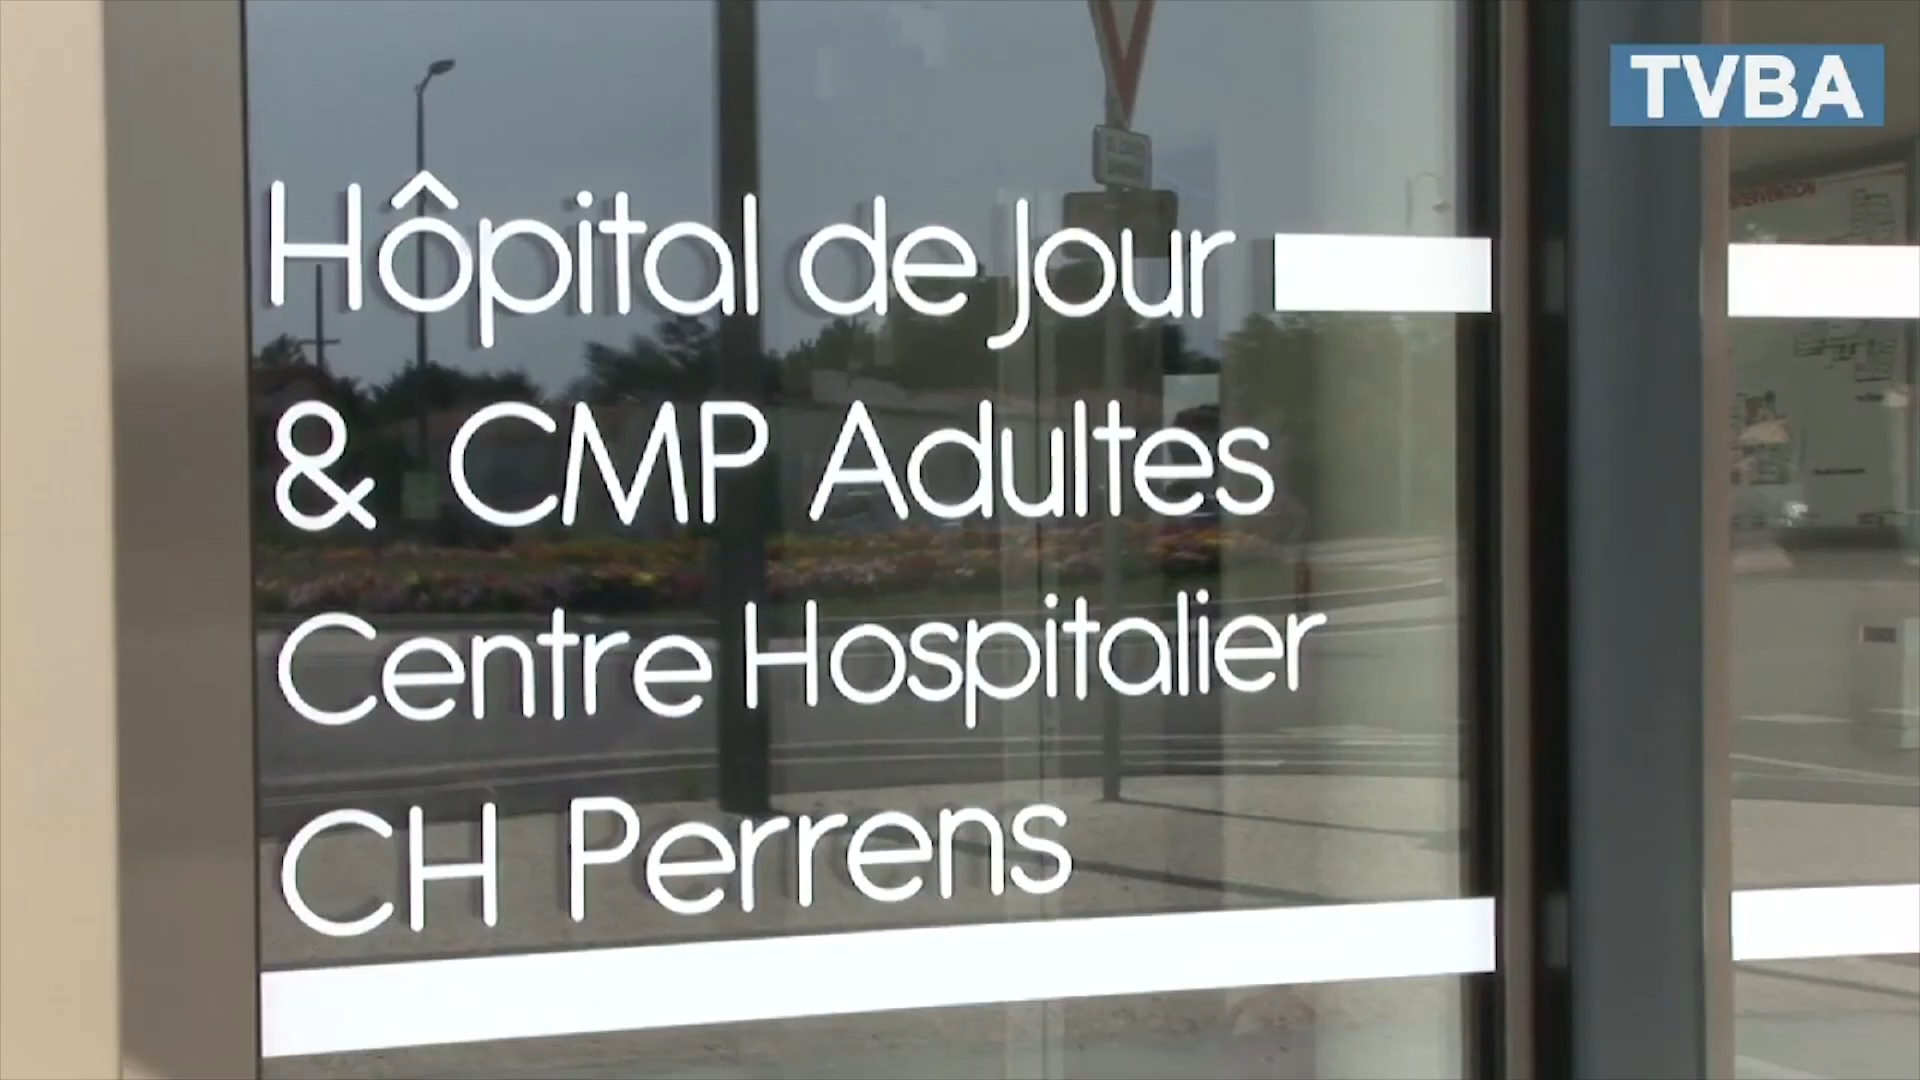 TVBA
Hôpital de Jour
& CMP Adultes
Centre Hospitalier
CH Perrens